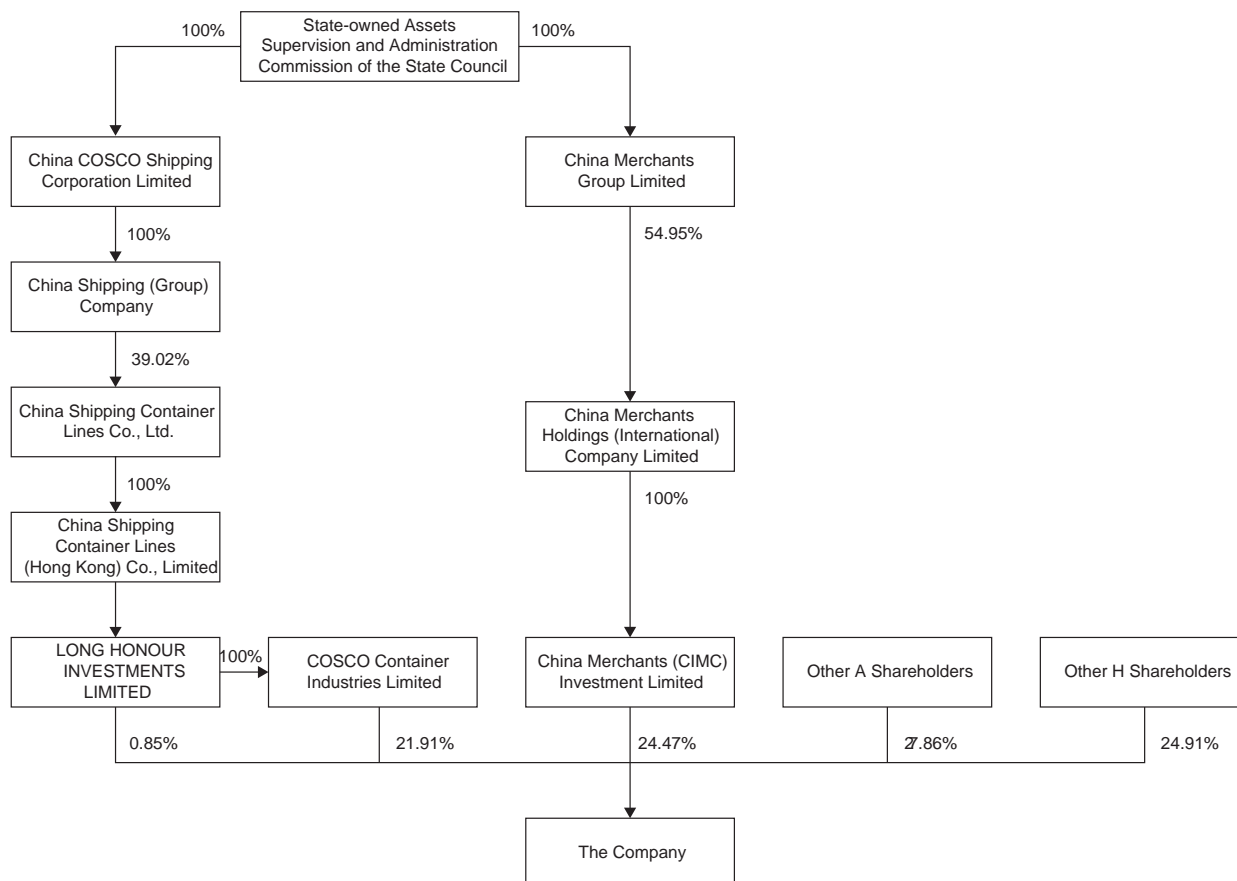 State-owned Assets
Supervision and Administration
Commission of the State Council
100%
100%
China COSCO Shipping
Corporation Limited
China Merchants
Group Limited
100%
54.95%
China Shipping (Group)
Company
39.02%
China Shipping Container
Lines Co., Ltd.
China Merchants
Holdings (International)
Company Limited
100%
100%
China Shipping
Container Lines
(Hong Kong) Co., Limited
LONG HONOUR
INVESTMENTS
LIMITED
100%
COSCO Container
Industries Limited
China Merchants (CIMC)
Investment Limited
Other A Shareholders
Other H Shareholders
0.85%
21.91%
24.47%
27.86%
24.91%
The Company